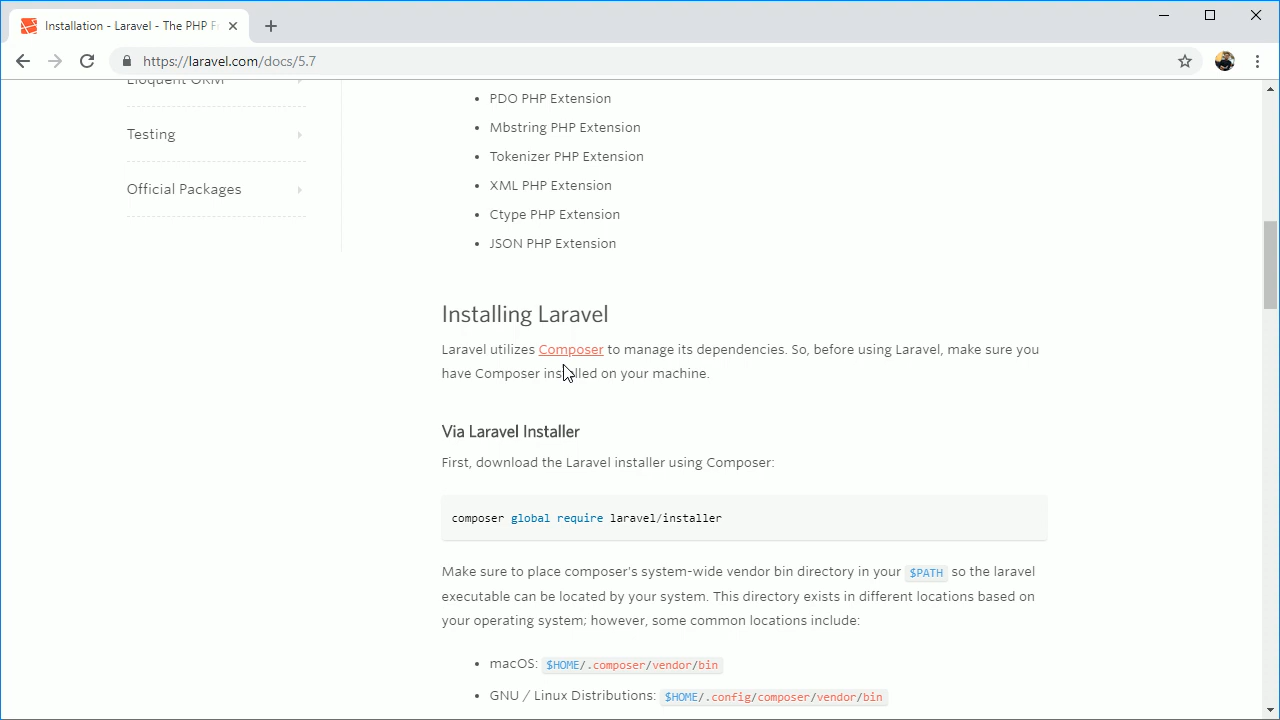 Installation - Laravel - The PHP F
https://laravel.com/docs/5.7
Eloquent ORM
Testing
Official Packages
PDO PHP Extension
Mbstring PHP Extension
Tokenizer PHP Extension
XML PHP Extension
Ctype PHP Extension
JSON PHP Extension
Installing Laravel
Laravel utilizes Composer to manage its dependencies. So, before using Laravel, make sure you
have Composer installed on your machine.
Via Laravel Installer
First, download the Laravel installer using Composer:
composer global require laravel/installer
Make sure to place composer's system-wide vendor bin directory in your $PATH so the laravel
executable can be located by your system. This directory exists in different locations based on
your operating system; however, some common locations include:
macOS: $HOME/.composer/vendor/bin
GNU / Linux Distributions: $HOME/.config/composer/vendor/bin